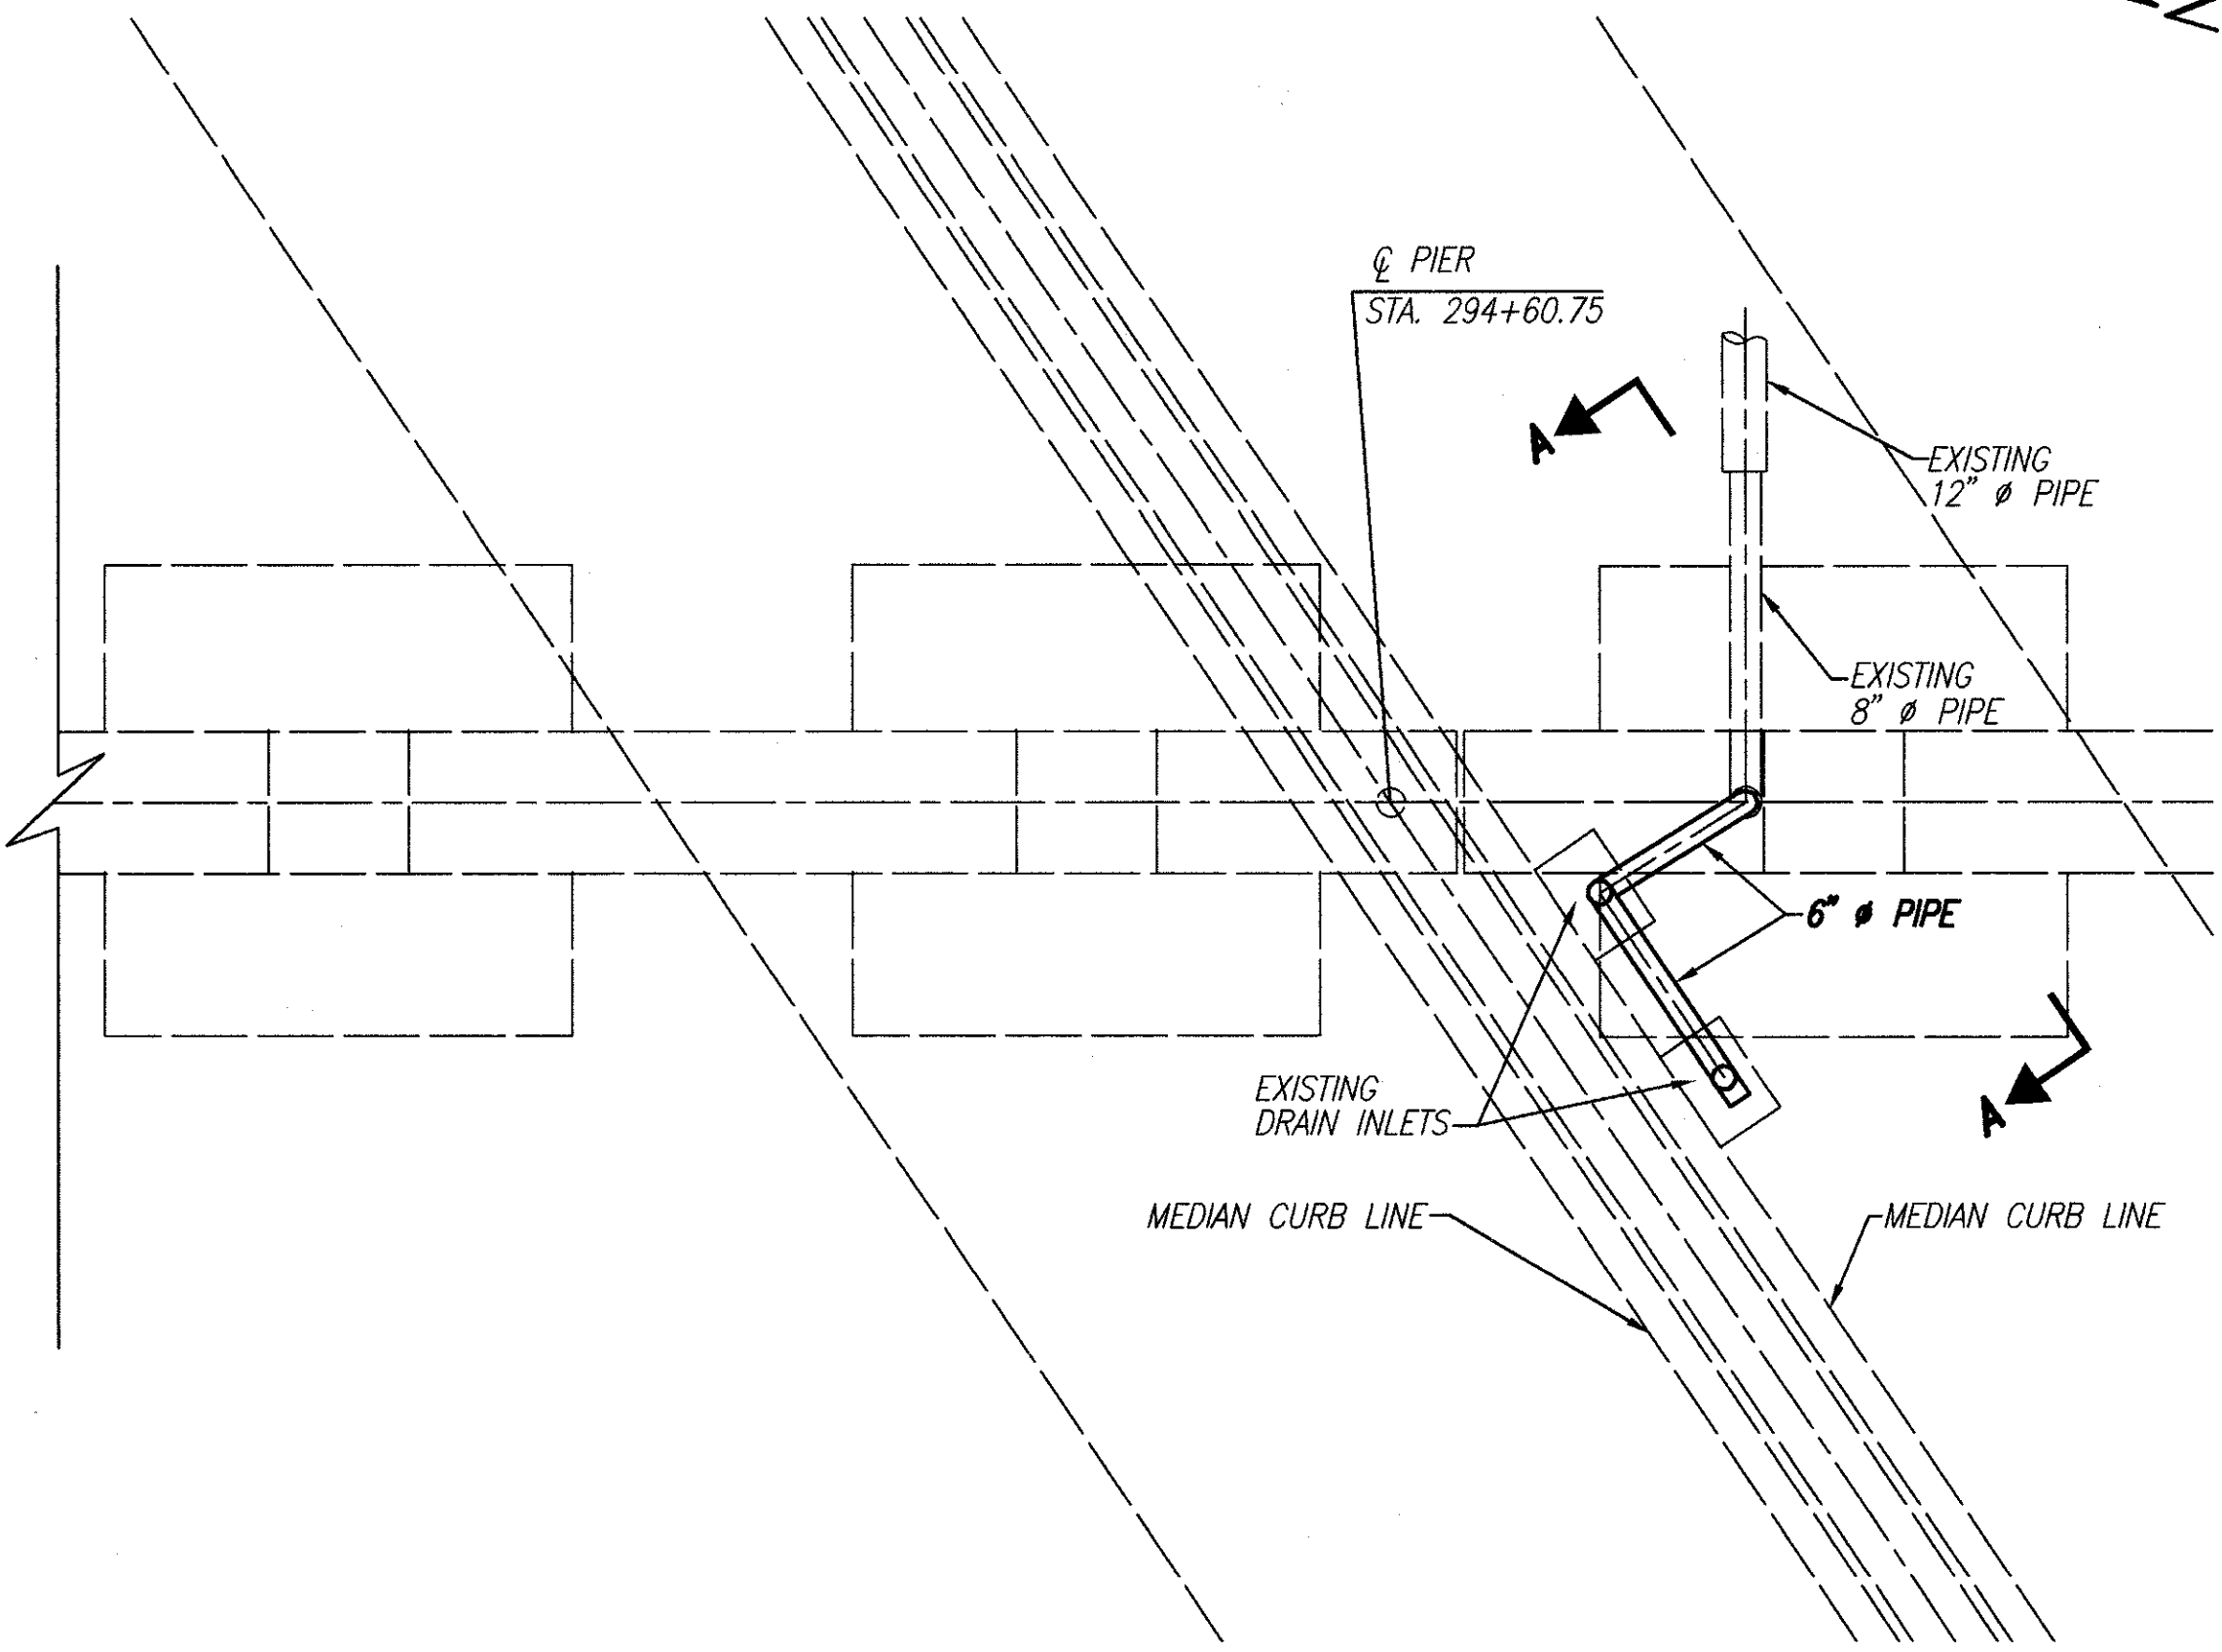 ℄ PIER
STA. 294+60.75
A
EXISTING
12" ø PIPE
EXISTING
8" ø PIPE
6" ø PIPE
EXISTING
DRAIN INLETS
A
MEDIAN CURB LINE
MEDIAN CURB LINE